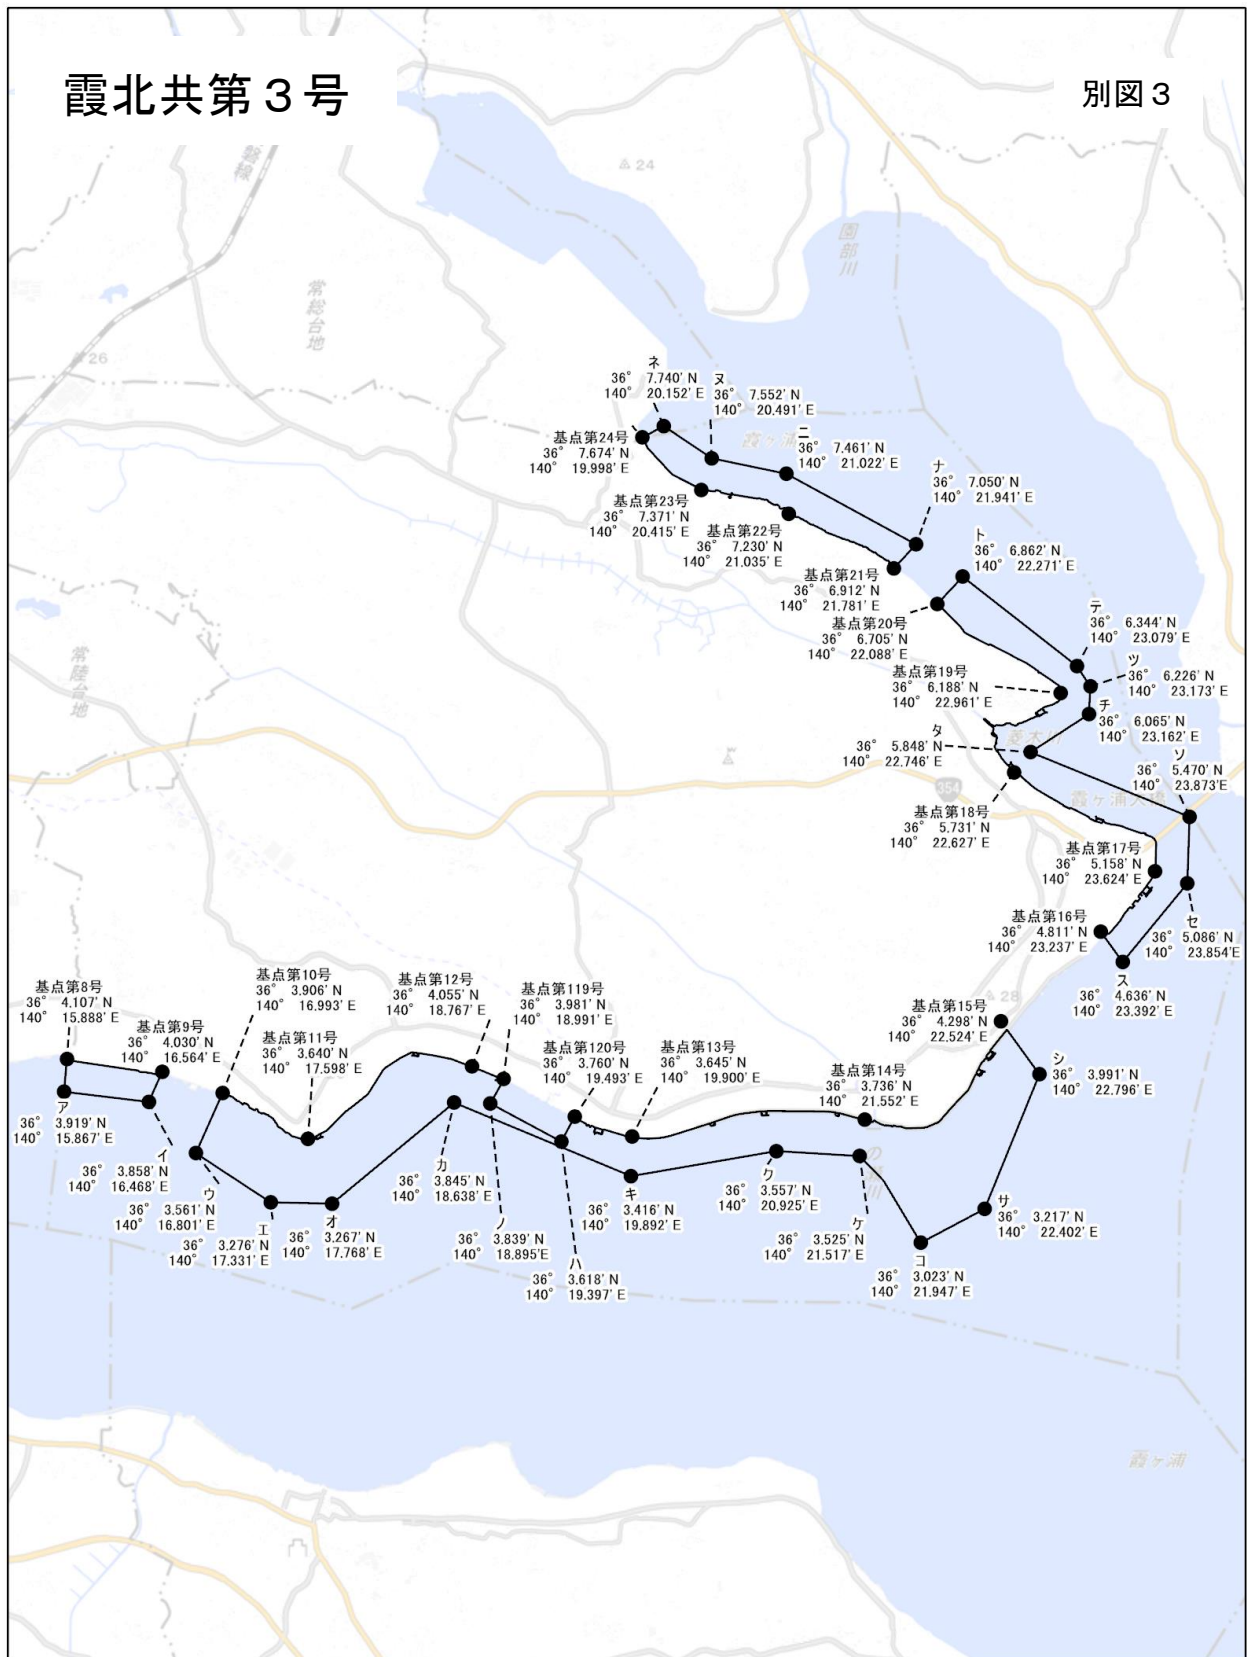 霞北共第３号
別図３
磐線
24
園部川
常総台地
26
ネ
36° 7.740' N
140° 20.152' E
ヌ
36° 7.552' N
140° 20.491' E
霞ヶ浦
ニ
36° 7.461' N
140° 21.022' E
基点第24号
36° 7.674' N
140° 19.998' E
ナ
36° 7.050' N
140° 21.941' E
基点第23号
36° 7.371' N
140° 20.415' E
基点第22号
36° 7.230' N
140° 21.035' E
ト
36° 6.862' N
140° 22.271' E
基点第21号
36° 6.912' N
140° 21.781' E
テ
36° 6.344' N
140° 23.079' E
基点第20号
36° 6.705' N
140° 22.088' E
常陸台地
ツ
36° 6.226' N
140° 23.173' E
基点第19号
36° 6.188' N
140° 22.961' E
チ
36° 6.065' N
140° 23.162' E
菱木川
タ
36° 5.848' N
140° 22.746' E
ソ
36° 5.470' N
140° 23.873'E
354
霞ヶ浦大橋
基点第18号
36° 5.731' N
140° 22.627' E
基点第17号
36° 5.158' N
140° 23.624' E
基点第16号
36° 4.811' N
140° 23.237' E
セ
36° 5.086' N
140° 23.854'E
ス
36° 4.636' N
140° 23.392' E
28
基点第15号
36° 4.298' N
140° 22.524' E
基点第8号
36° 4.107' N
140° 15.888' E
基点第9号
36° 4.030' N
140° 16.564' E
基点第10号
36° 3.906' N
140° 16.993' E
基点第11号
36° 3.640' N
140° 17.598' E
基点第12号
36° 4.055' N
140° 18.767' E
基点第119号
36° 3.981' N
140° 18.991' E
基点第120号
36° 3.760' N
140° 19.493' E
基点第13号
36° 3.645' N
140° 19.900' E
基点第14号
36° 3.736' N
140° 21.552' E
シ
36° 3.991' N
140° 22.796' E
ア
36° 3.919' N
140° 15.867' E
イ
36° 3.858' N
140° 16.468' E
ウ
36° 3.561' N
140° 16.801' E
エ
36° 3.276' N
140° 17.331' E
オ
36° 3.267' N
140° 17.768' E
カ
36° 3.845' N
140° 18.638' E
ノ
36° 3.839' N
140° 18.895'E
ハ
36° 3.618' N
140° 19.397' E
キ
36° 3.416' N
140° 19.892' E
ク
36° 3.557' N
140° 20.925' E
ケ
36° 3.525' N
140° 21.517' E
コ
36° 3.023' N
140° 21.947' E
サ
36° 3.217' N
140° 22.402' E
霞ヶ浦